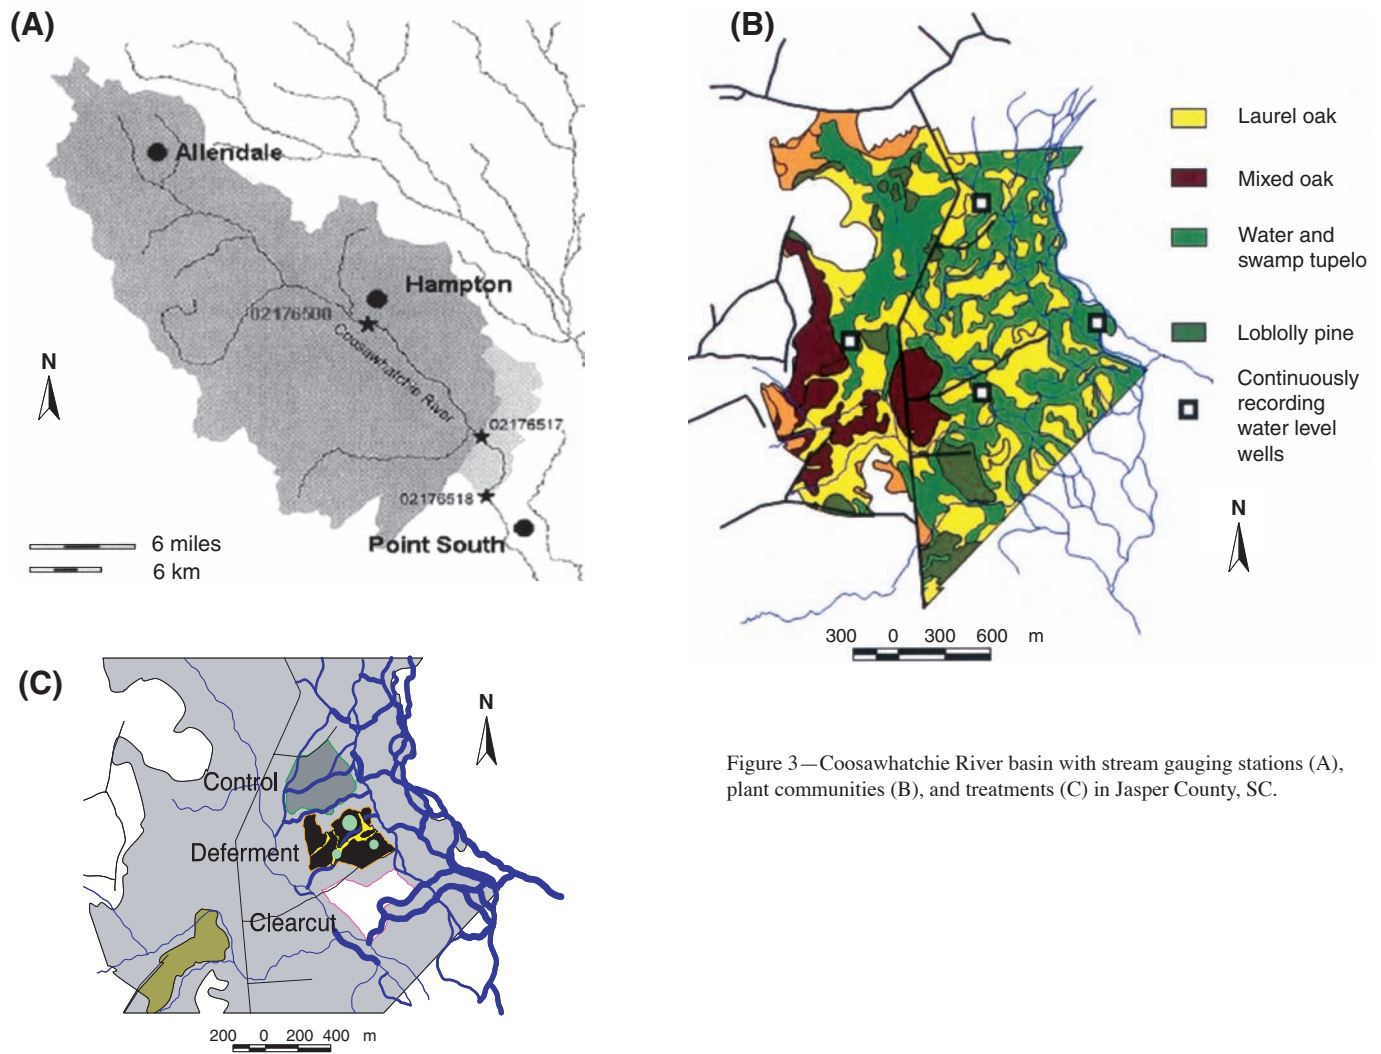 (A)
Allendale
Hampton
02176500
Coosawhatchie River
02176517
02176518
Point South
N
6 miles
6 km
(B)
Laurel oak
Mixed oak
Water and
swamp tupelo
Loblolly pine
Continuously
recording
water level
wells
N
300 0 300 600 m
(C)
N
Control
Deferment
Clearcut
200 0 200 400 m
Figure 3—Coosawhatchie River basin with stream gauging stations (A),
plant communities (B), and treatments (C) in Jasper County, SC.